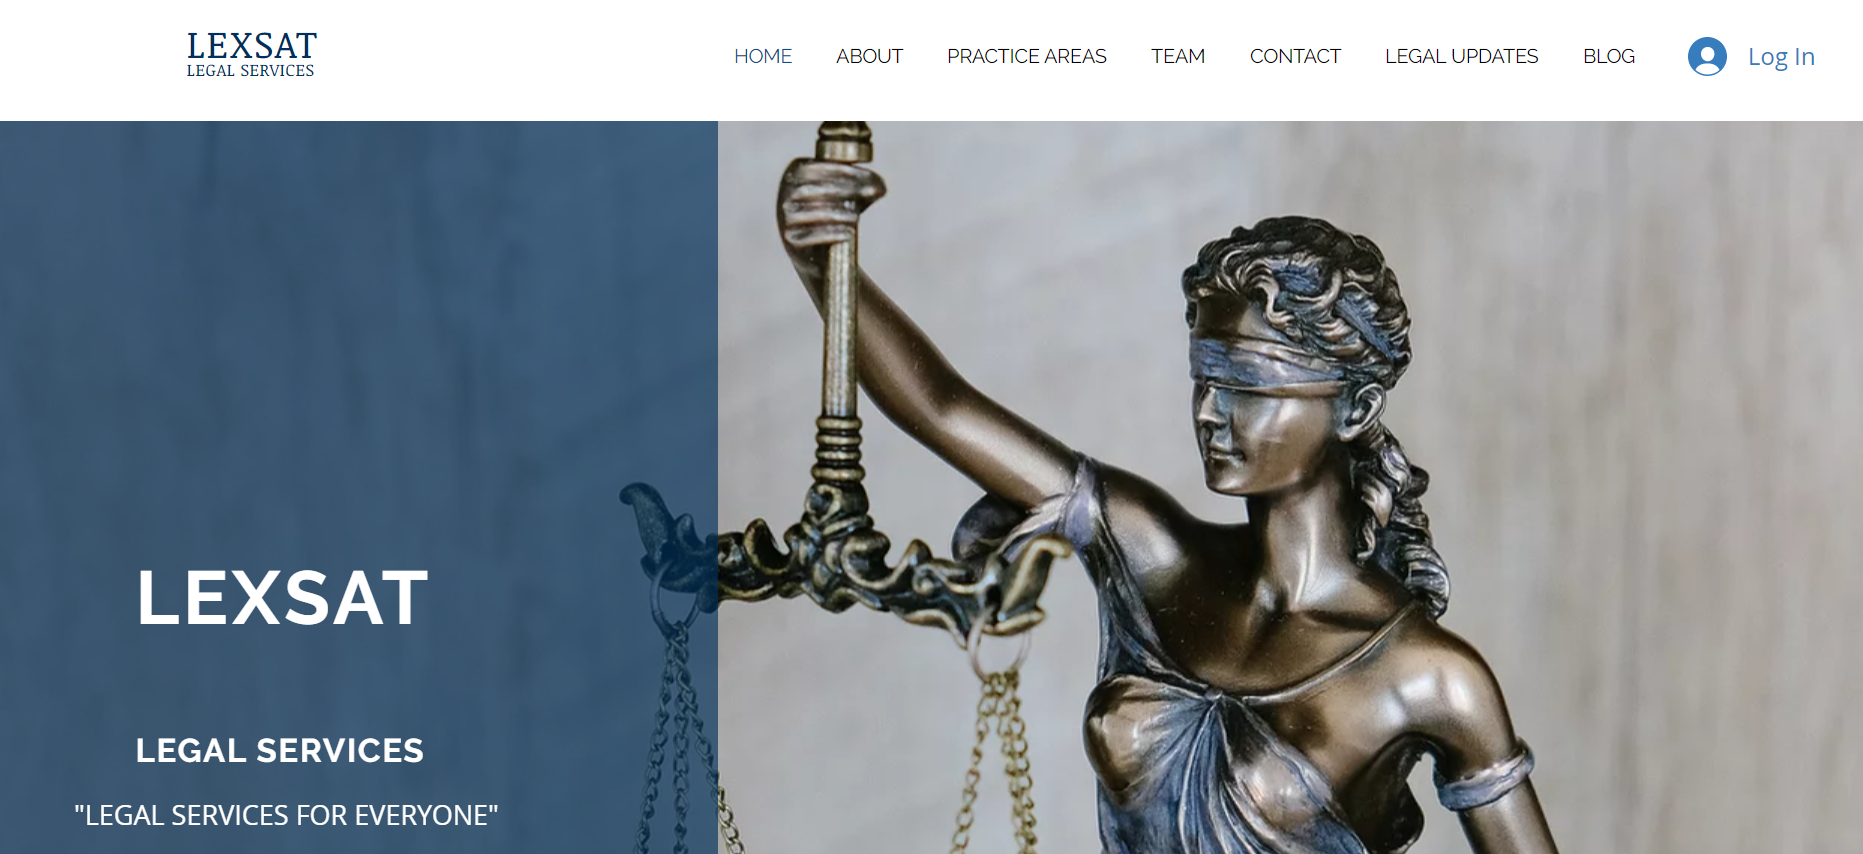 LEXSAT
LEGAL SERVICES
HOME ABOUT PRACTICE AREAS TEAM CONTACT LEGAL UPDATES BLOG Log In
LEXSAT
LEGAL SERVICES
"LEGAL SERVICES FOR EVERYONE"